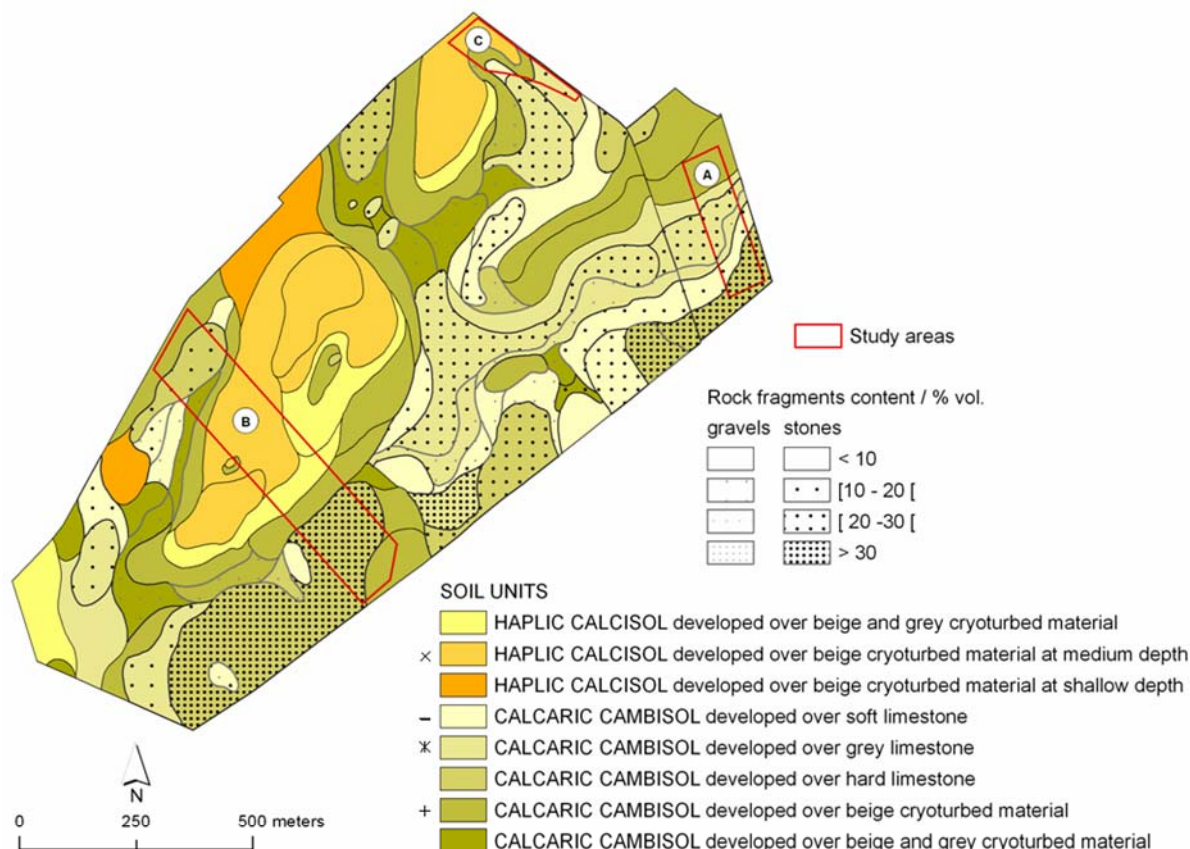 C
A
B
Study areas
Rock fragments content / % vol.
gravels stones
< 10
[10 - 20 [
[ 20 -30 [
> 30
SOIL UNITS
HAPLIC CALCISOL developed over beige and grey cryoturbed material
× HAPLIC CALCISOL developed over beige cryoturbed material at medium depth
HAPLIC CALCISOL developed over beige cryoturbed material at shallow depth
– CALCARIC CAMBISOL developed over soft limestone
ӿ CALCARIC CAMBISOL developed over grey limestone
CALCARIC CAMBISOL developed over hard limestone
+ CALCARIC CAMBISOL developed over beige cryoturbed material
CALCARIC CAMBISOL developed over beige and grey cryoturbed material
N
0 250 500 meters